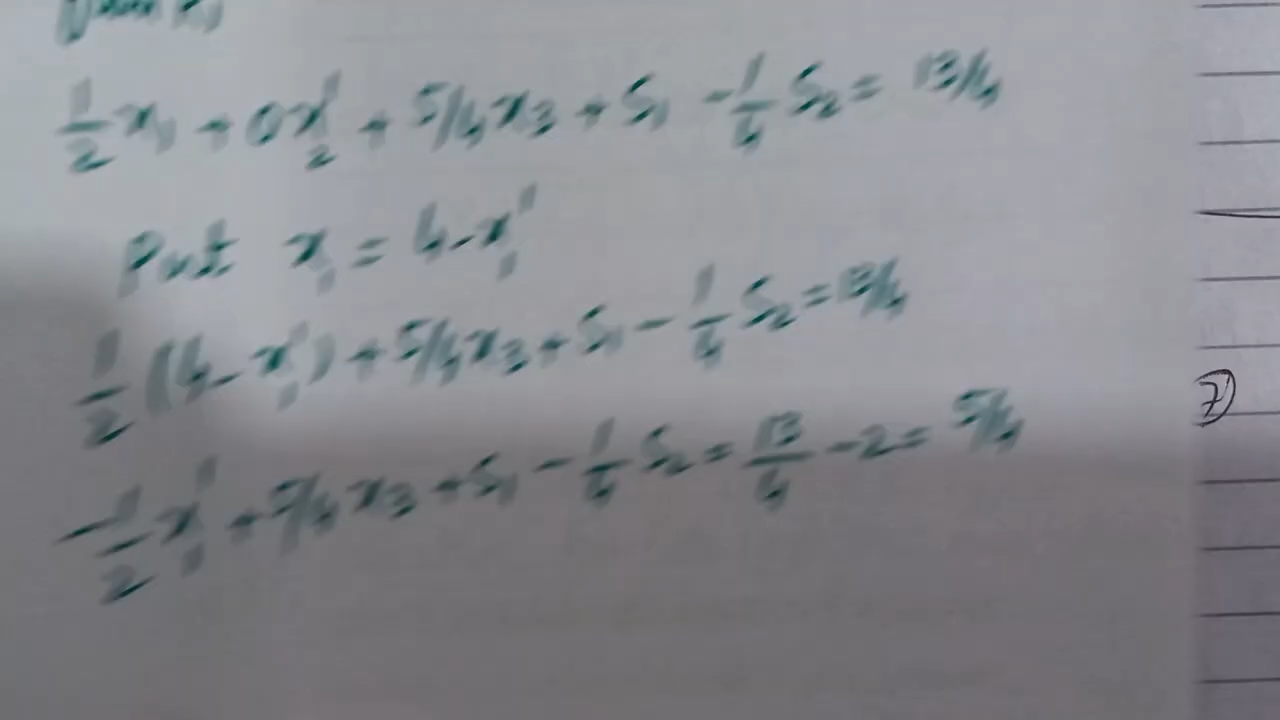 1/2 x₁ + 0x₂' + 5/4 x₃ + S₁ - 1/4 S₂ = 13/4
Put x₁ = 4 - x₁'
1/2 (4 - x₁') + 5/4 x₃ + S₁ - 1/4 S₂ = 13/4
-1/2 x₁' + 5/4 x₃ + S₁ - 1/4 S₂ = 13/4 - 2 = 5/4
7)